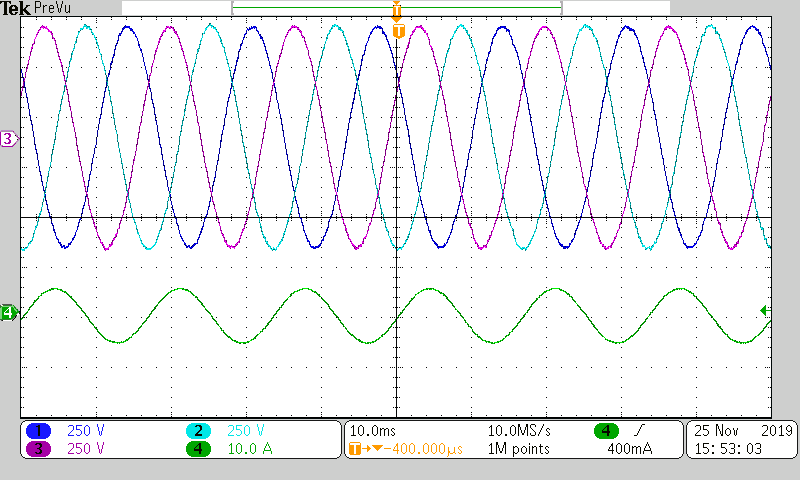 Tek PreVu
T
T
3
4
1 250 V 2 250 V 10.0ms 10.0MS/s 4 400mA 25 Nov 2019
3 250 V 4 10.0 A T→▼−400.000µs 1M points 15: 53: 03